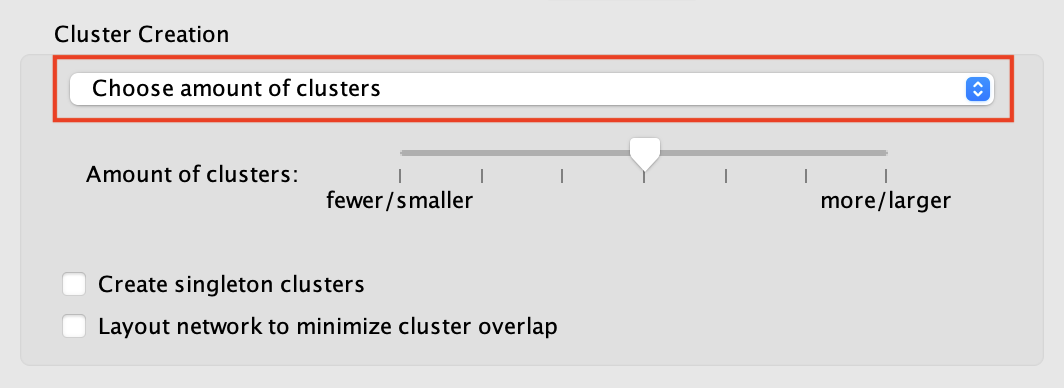 Cluster Creation
Choose amount of clusters
Amount of clusters:
fewer/smaller
more/larger
Create singleton clusters
Layout network to minimize cluster overlap